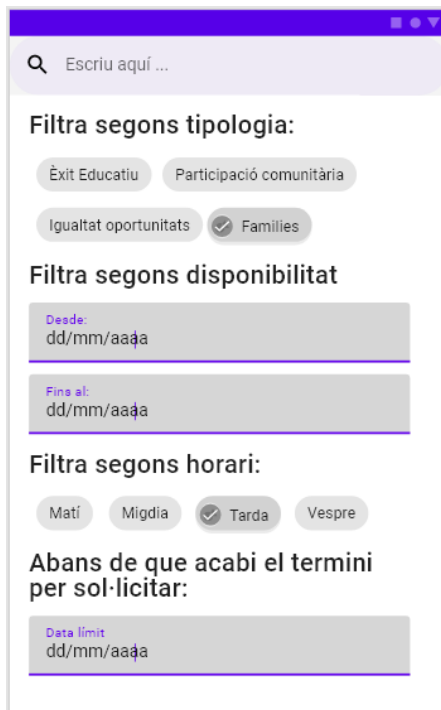 Escriu aquí ...
Filtra segons tipologia:
Èxit Educatiu Participació comunitària
Igualtat oportunitats Families
Filtra segons disponibilitat
Desde:
dd/mm/aaaa
Fins al:
dd/mm/aaaa
Filtra segons horari:
Matí Migdia Tarda Vespre
Abans de que acabi el termini
per sol·licitar:
Data límit
dd/mm/aaaa